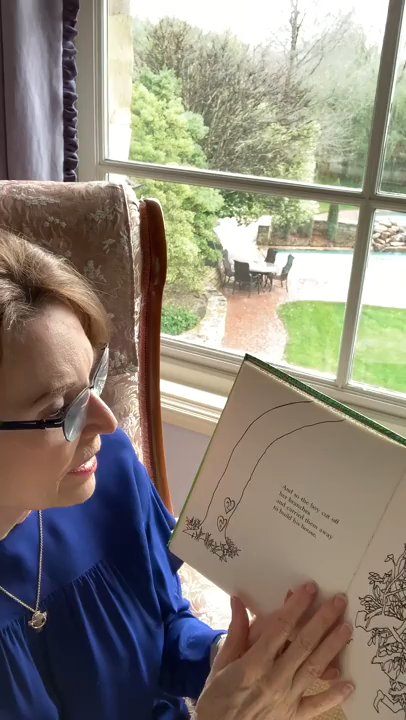 And so the boy cut off
her branches
and carried them away
to build his house.